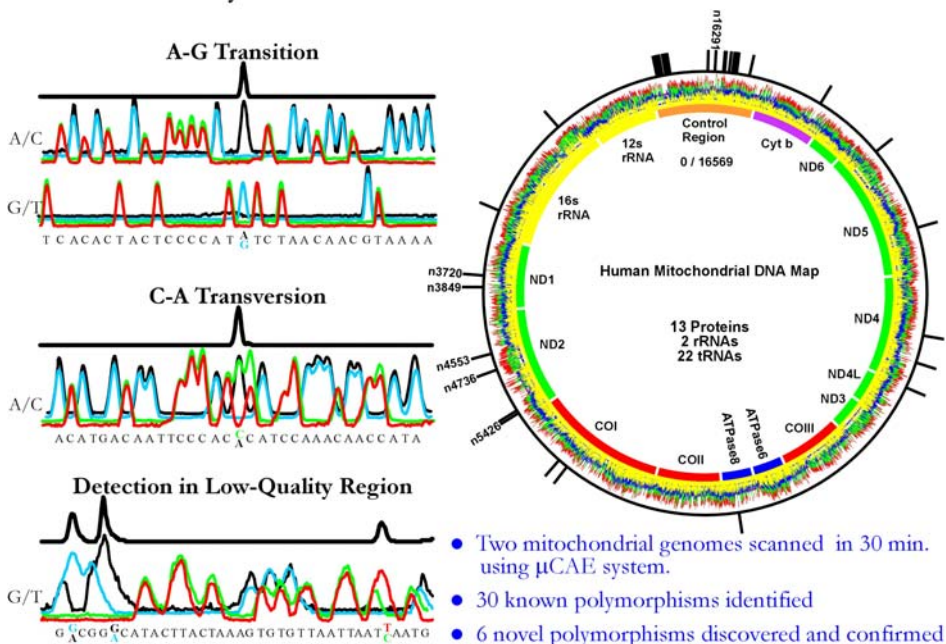 A-G Transition
A/C
G/T
T C A C A C T A C T C C C C A T A T C T A A C A A C G T A A A A
G
C-A Transversion
A/C
A C A T G A C A A T T C C C A C C C A T C C A A A C A A C C A T A
A
Detection in Low-Quality Region
G/T
G G C G G G C A T A C T T A C T A A A G T G T G T T A A T T A A T T A A T G
A A C
n16291
Control
Region
0 / 16569
12s
rRNA
16s
rRNA
Cyt b
ND6
ND5
ND4
ND4L
ND3
COIII
ATPase6
ATPase8
COII
COI
ND2
ND1
n3720
n3849
n4553
n4736
n5426
Human Mitochondrial DNA Map
13 Proteins
2 rRNAs
22 tRNAs
● Two mitochondrial genomes scanned in 30 min.
using µCAE system.
● 30 known polymorphisms identified
● 6 novel polymorphisms discovered and confirmed